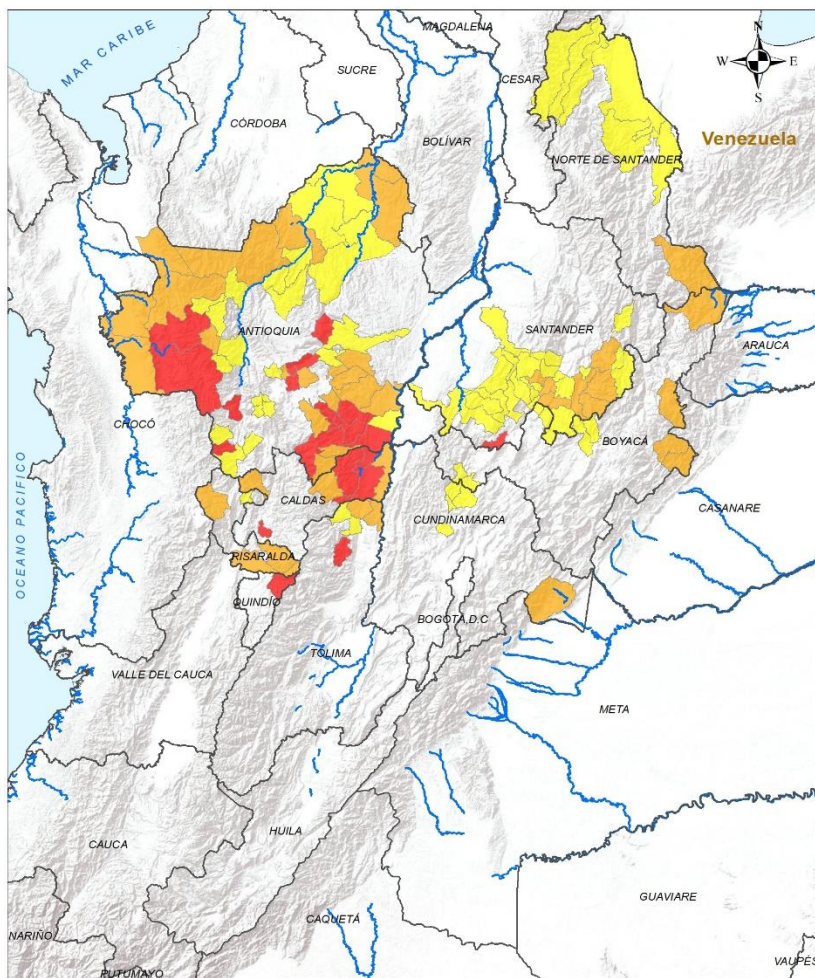 MAGDALENA
N
MAR CARIBE
W
E
SUCRE
CESAR
S
CÓRDOBA
BOLÍVAR
Venezuela
NORTE DE SANTANDER
ANTIOQUIA
SANTANDER
ARAUCA
CHOCÓ
BOYACÁ
OCEANO PACIFICO
CALDAS
CASANARE
CUNDINAMARCA
RISARALDA
QUINDÍO
BOGOTÁ, D.C
TOLIMA
VALLE DEL CAUCA
META
HUILA
CAUCA
GUAVIARE
CAQUETÁ
NARIÑO
VAUPÉS
PUTUMAYO